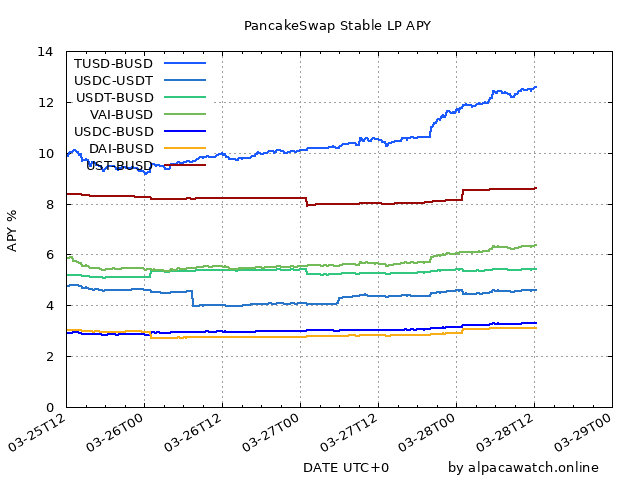 PancakeSwap Stable LP APY
APY %
14
12
10
8
6
4
2
0
TUSD-BUSD
USDC-USDT
USDT-BUSD
VAI-BUSD
USDC-BUSD
DAI-BUSD
UST-BUSD
03-25T12
03-26T00
03-26T12
03-27T00
03-27T12
03-28T00
03-28T12
03-29T00
DATE UTC+0
by alpacawatch.online